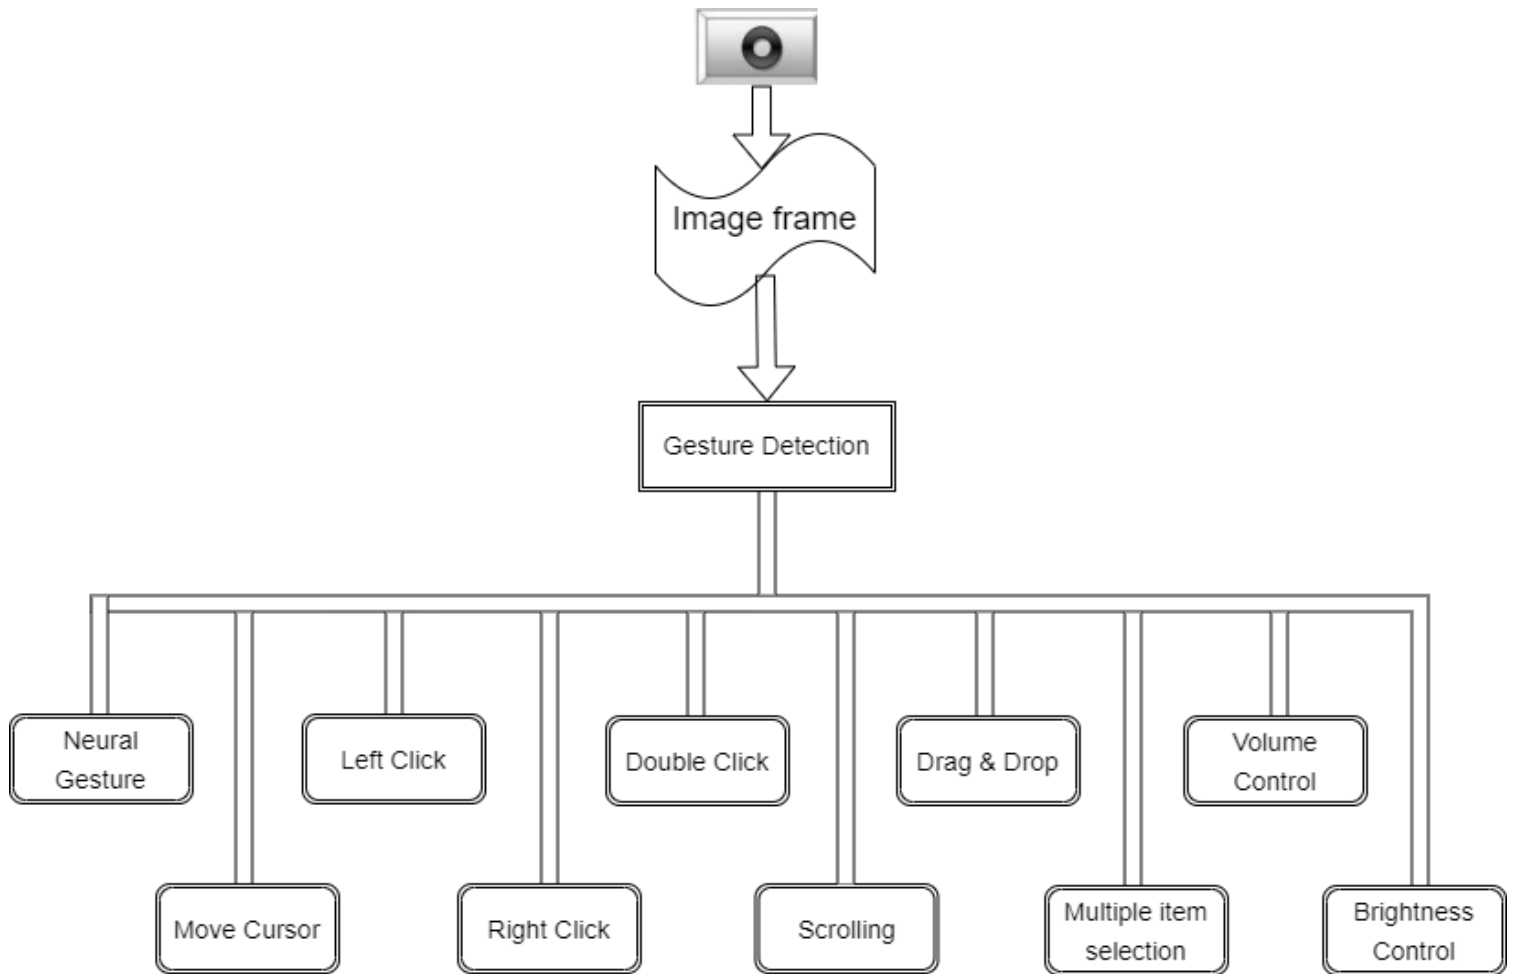 Image frame
Gesture Detection
Neural
Gesture
Left Click
Double Click
Drag & Drop
Volume
Control
Move Cursor
Right Click
Scrolling
Multiple item
selection
Brightness
Control